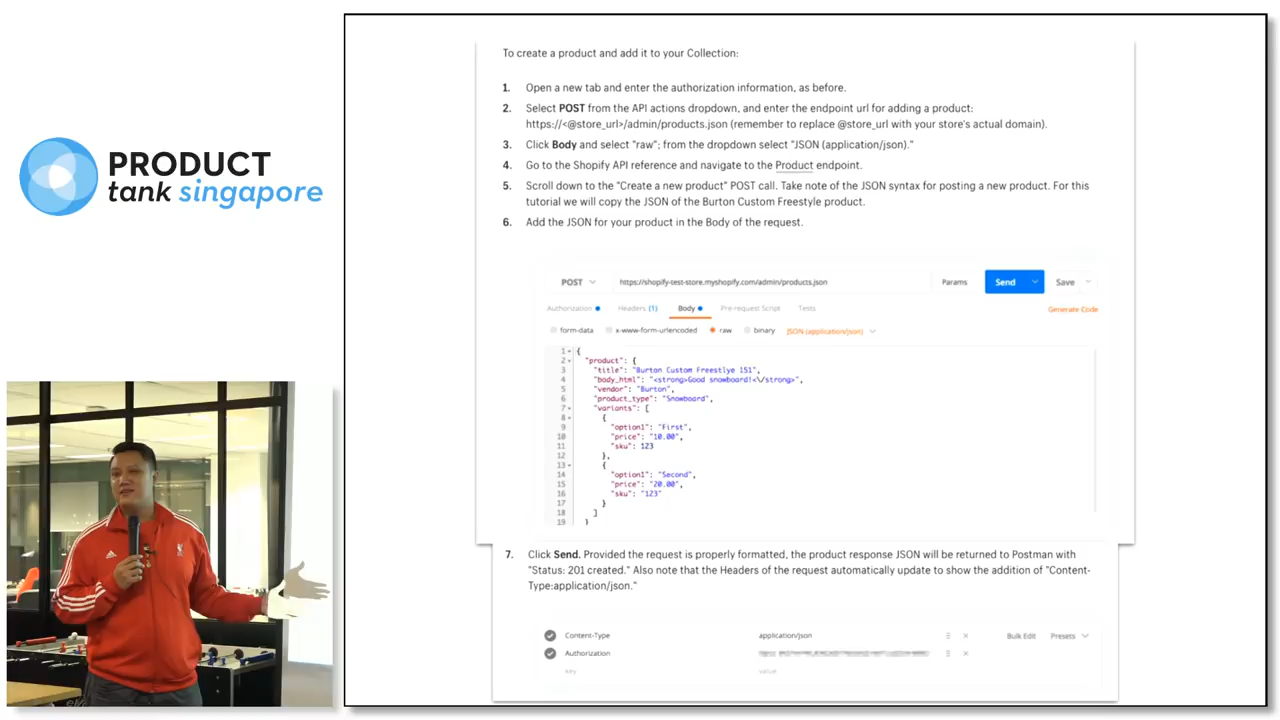 PRODUCT
tank singapore
To create a product and add it to your Collection:
1. Open a new tab and enter the authorization information, as before.
2. Select POST from the API actions dropdown, and enter the endpoint url for adding a product:
https://<@store_url>/admin/products.json (remember to replace @store_url with your store's actual domain).
3. Click Body and select "raw"; from the dropdown select "JSON (application/json)."
4. Go to the Shopify API reference and navigate to the Product endpoint.
5. Scroll down to the "Create a new product" POST call. Take note of the JSON syntax for posting a new product. For this
tutorial we will copy the JSON of the Burton Custom Freestyle product.
6. Add the JSON for your product in the Body of the request.
POST https://shopify-test-store.myshopify.com/admin/products.json Params Send Save
Authorization Headers (1) Body Pre-request Script Tests Generate Code
form-data x-www-form-urlencoded raw binary JSON (application/json)
1 {
2 "product": {
3 "title": "Burton Custom Freestlye 151",
4 "body_html": "<strong>Good snowboard!<\/strong>",
5 "vendor": "Burton",
6 "product_type": "Snowboard",
7 "variants": [
8 {
9 "option1": "First",
10 "price": "10.00",
11 "sku": 123
12 },
13 {
14 "option1": "Second",
15 "price": "20.00",
16 "sku": "123"
17 }
18 ]
19 }
7. Click Send. Provided the request is properly formatted, the product response JSON will be returned to Postman with
"Status: 201 created." Also note that the Headers of the request automatically update to show the addition of "Content-
Type:application/json."
Content-Type application/json Bulk Edit Presets
Authorization
key value